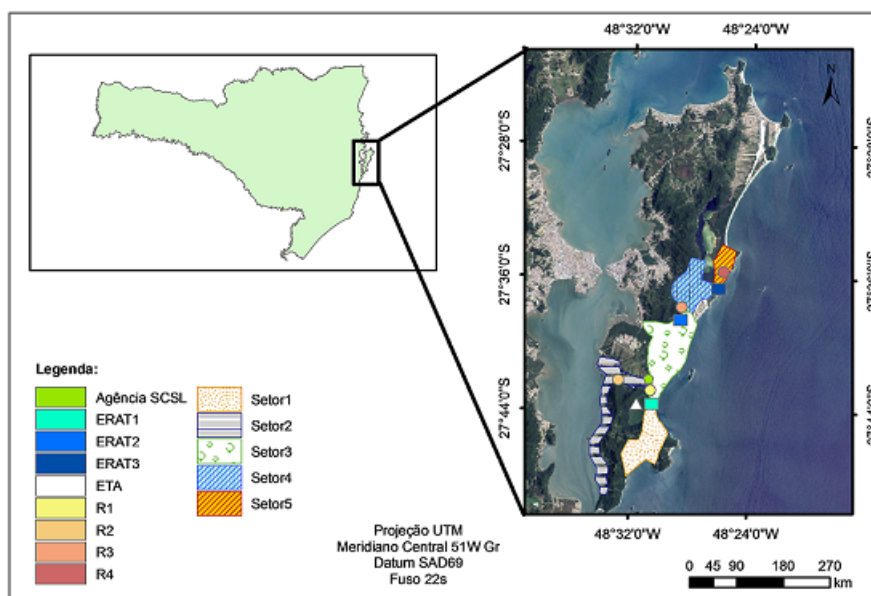 48°32'0"W 48°24'0"W
N
27°28'0"S
27°36'0"S
27°44'0"S
48°32'0"W 48°24'0"W
Legenda:
Agência SCSL
ERAT1
ERAT2
ERAT3
ETA
R1
R2
R3
R4
Setor1
Setor2
Setor3
Setor4
Setor5
Projeção UTM
Meridiano Central 51W Gr
Datum SAD69
Fuso 22s
0 45 90 180 270
km